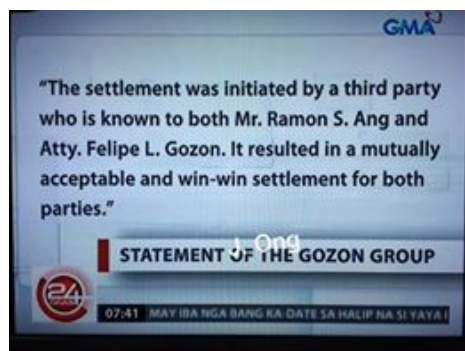 GMA
“The settlement was initiated by a third party
who is known to both Mr. Ramon S. Ang and
Atty. Felipe L. Gozon. It resulted in a mutually
acceptable and win-win settlement for both
parties.”
J. Ong
STATEMENT OF THE GOZON GROUP
24
07:41 MAY IBA NGA BANG KA-DATE SA HALIP NA SI YAYA